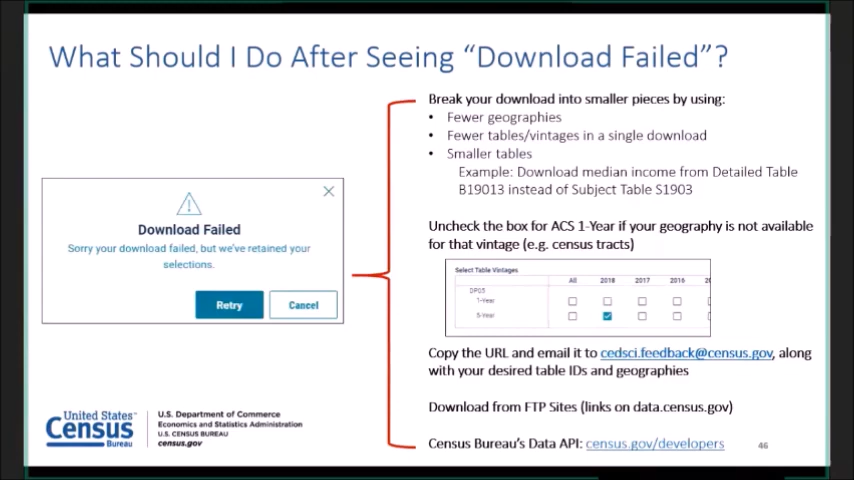 What Should I Do After Seeing “Download Failed”?
Break your download into smaller pieces by using:
• Fewer geographies
• Fewer tables/vintages in a single download
• Smaller tables
Example: Download median income from Detailed Table
B19013 instead of Subject Table S1903
Download Failed
Sorry your download failed, but we've retained your
selections.
Retry
Cancel
Uncheck the box for ACS 1-Year if your geography is not available
for that vintage (e.g. census tracts)
Select Table Vintages
All 2018 2017 2016
DP05
1-Year
5-Year
Copy the URL and email it to cedsci.feedback@census.gov, along
with your desired table IDs and geographies
Download from FTP Sites (links on data.census.gov)
Census Bureau's Data API: census.gov/developers
United States™
Census
Bureau
U.S. Department of Commerce
Economics and Statistics Administration
U.S. CENSUS BUREAU
census.gov
46